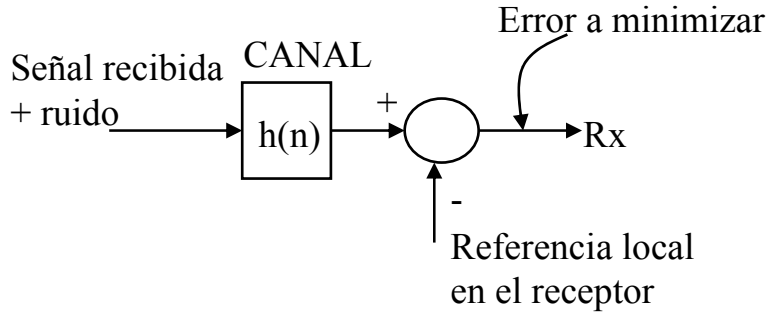 Error a minimizar
Señal recibida
+ ruido
CANAL
h(n)
+
Rx
-
Referencia local
en el receptor